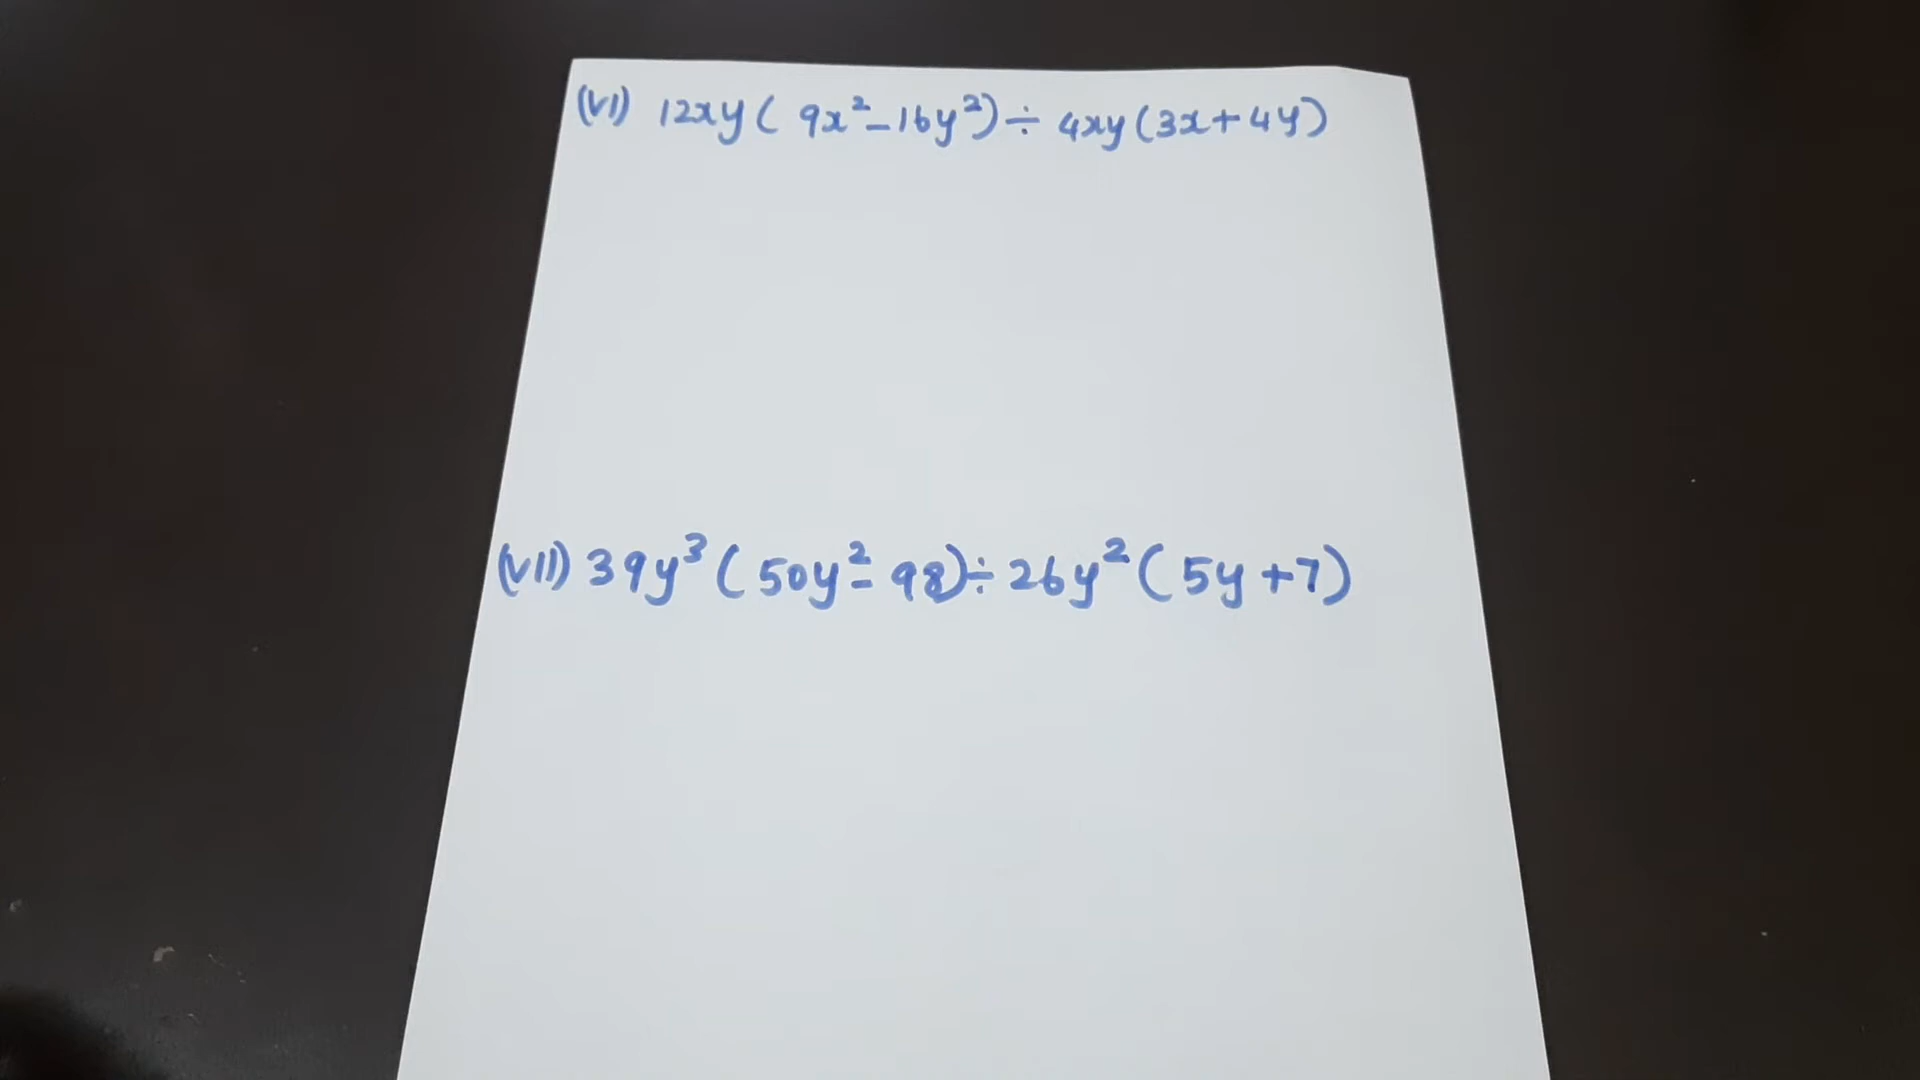 (VI) 12xy ( 9x² - 16y²) ÷ 4xy (3x + 4y)
(VII) 39y³ ( 50y² - 98) ÷ 26y² ( 5y + 7)